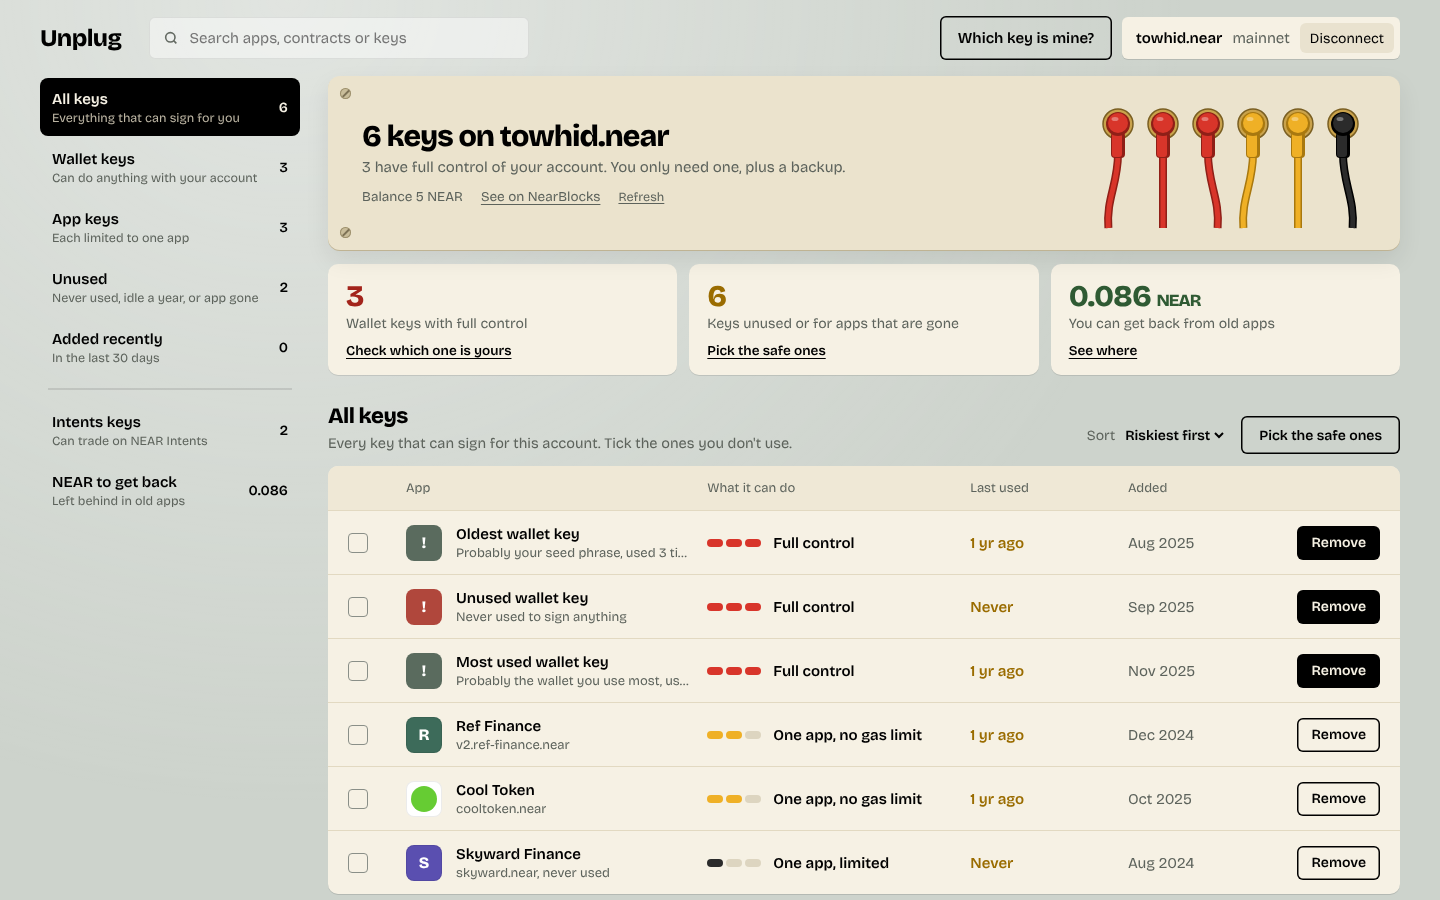 Unplug
Search apps, contracts or keys
Which key is mine?
towhid.near mainnet Disconnect
All keys
Everything that can sign for you
6
Wallet keys
Can do anything with your account
3
App keys
Each limited to one app
3
Unused
Never used, idle a year, or app gone
2
Added recently
In the last 30 days
0
Intents keys
Can trade on NEAR Intents
2
NEAR to get back
Left behind in old apps
0.086
6 keys on towhid.near
3 have full control of your account. You only need one, plus a backup.
Balance 5 NEAR See on NearBlocks Refresh
3
Wallet keys with full control
Check which one is yours
6
Keys unused or for apps that are gone
Pick the safe ones
0.086 NEAR
You can get back from old apps
See where
All keys
Every key that can sign for this account. Tick the ones you don't use.
Sort Riskiest first
Pick the safe ones
App What it can do Last used Added
! Oldest wallet key
Probably your seed phrase, used 3 ti...
Full control 1 yr ago Aug 2025 Remove
! Unused wallet key
Never used to sign anything
Full control Never Sep 2025 Remove
! Most used wallet key
Probably the wallet you use most, us...
Full control 1 yr ago Nov 2025 Remove
R Ref Finance
v2.ref-finance.near
One app, no gas limit 1 yr ago Dec 2024 Remove
Cool Token
cooltoken.near
One app, no gas limit 1 yr ago Oct 2025 Remove
S Skyward Finance
skyward.near, never used
One app, limited Never Aug 2024 Remove